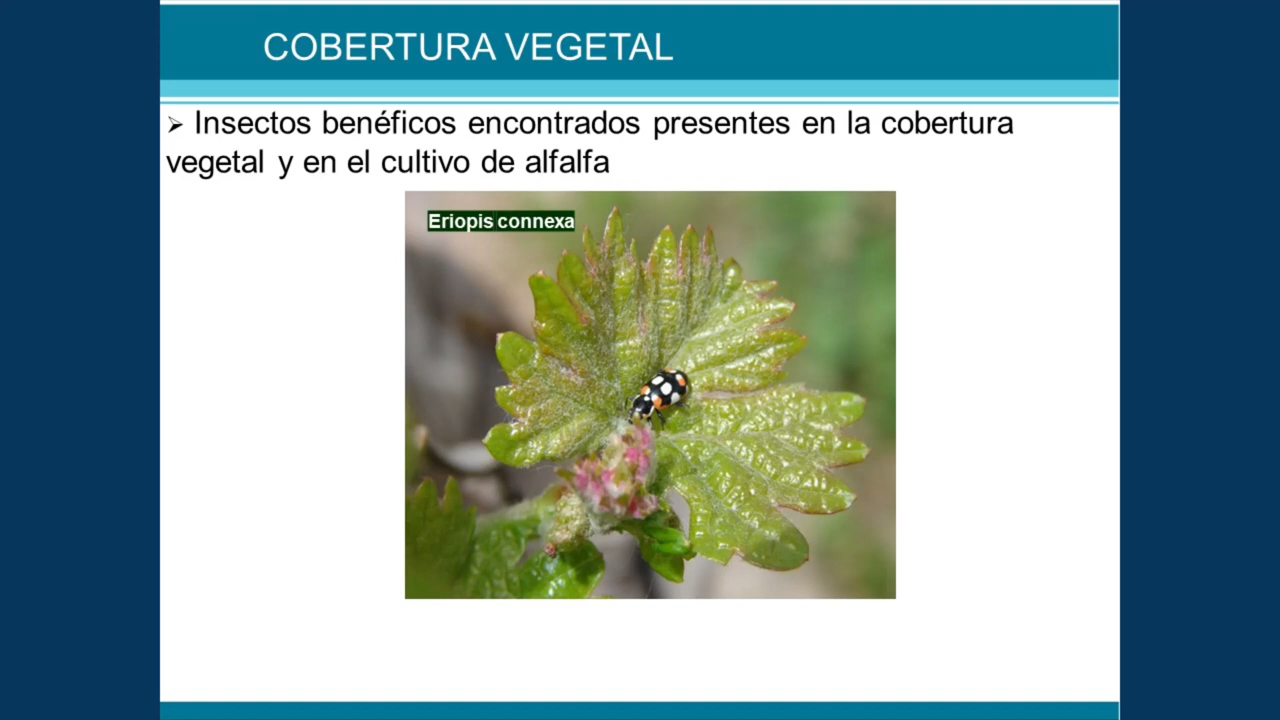 COBERTURA VEGETAL
➢ Insectos benéficos encontrados presentes en la cobertura
vegetal y en el cultivo de alfalfa
Eriopis connexa